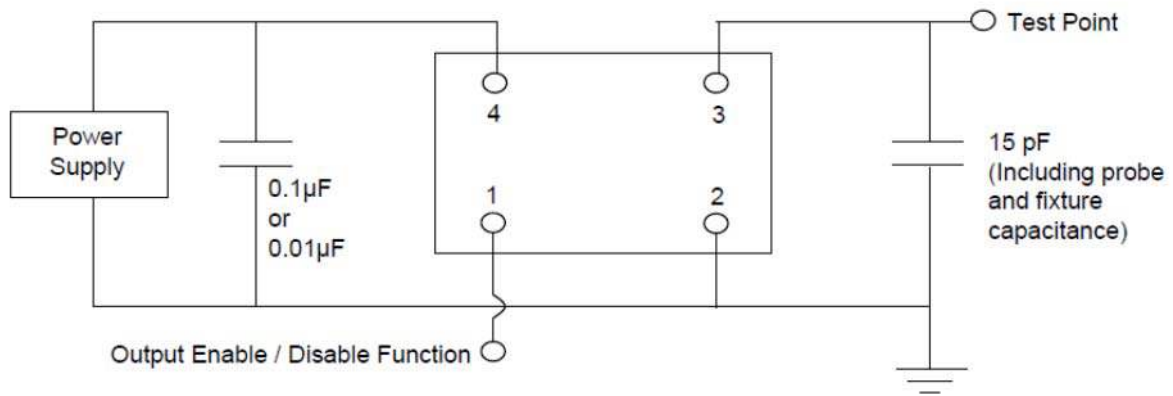 Test Point
4
3
Power
Supply
0.1µF
or
0.01µF
1
2
15 pF
(Including probe
and fixture
capacitance)
Output Enable / Disable Function